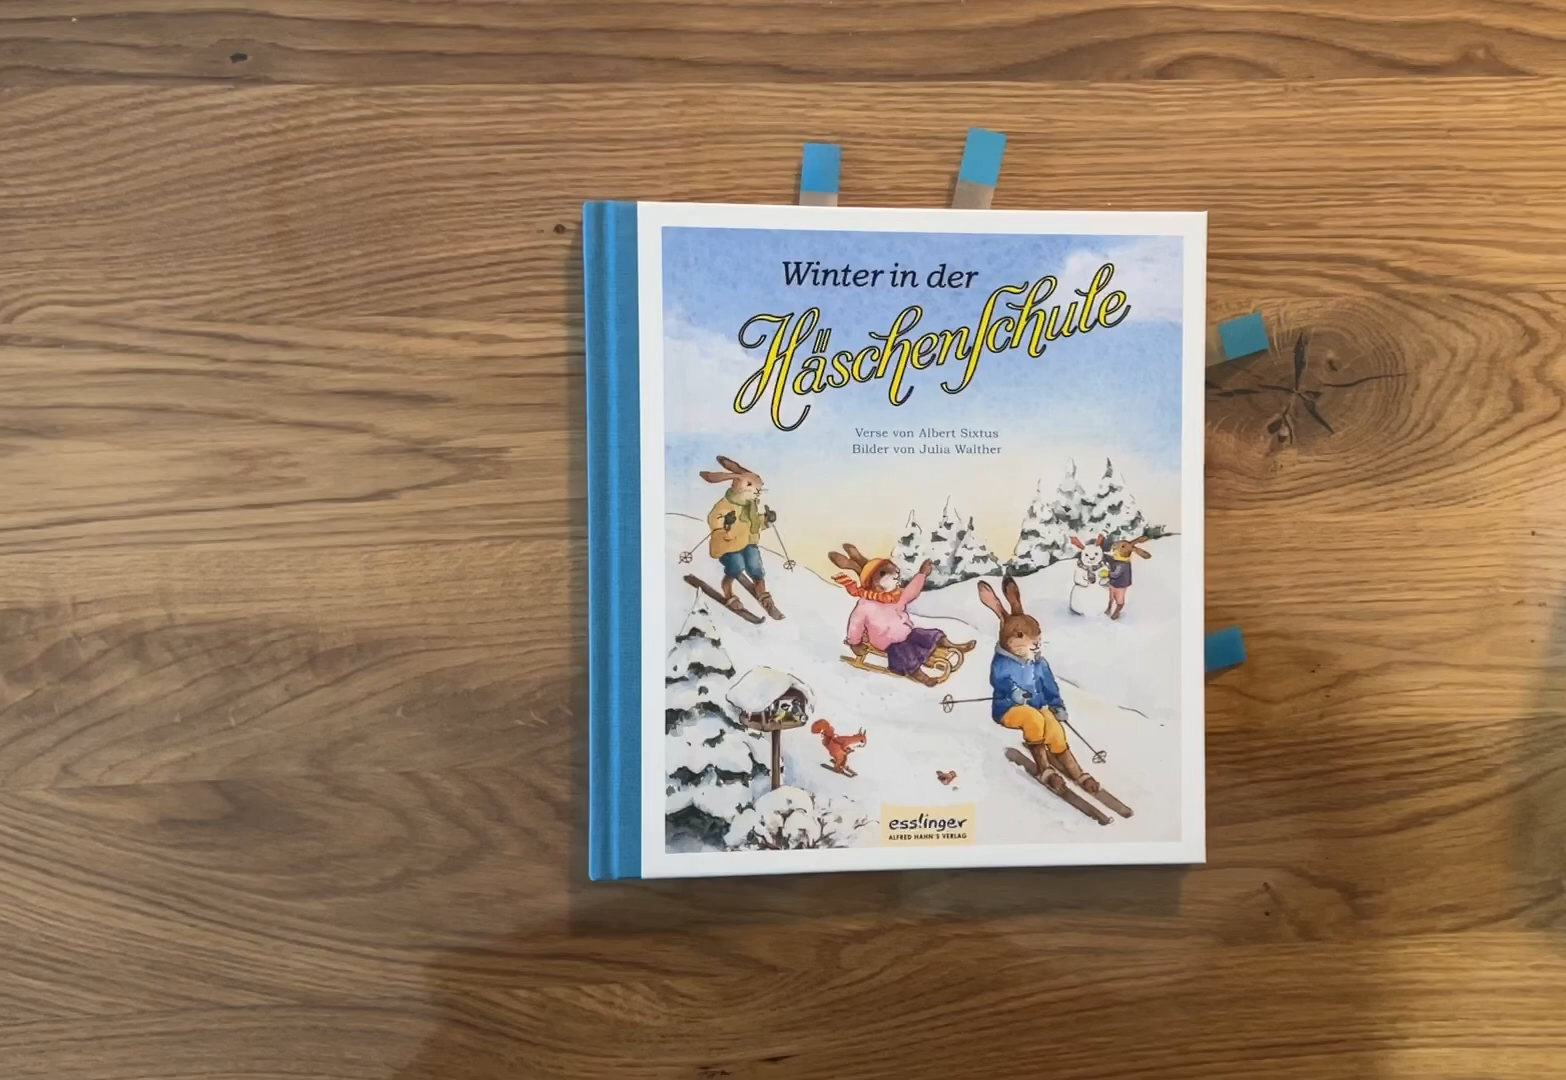 Winter in der
Häschenschule
Verse von Albert Sixtus
Bilder von Julia Walther
esslinger
ALFRED HAHN'S VERLAG